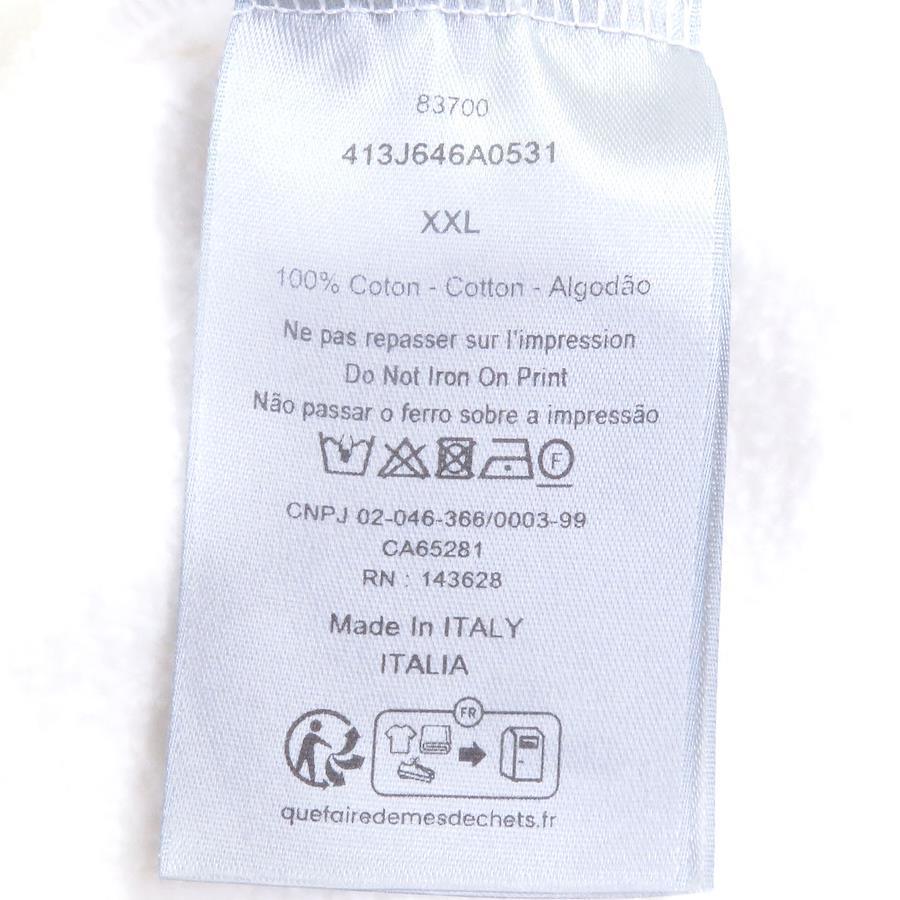 83700
413J646A0531
XXL
100% Coton - Cotton - Algodão
Ne pas repasser sur l'impression
Do Not Iron On Print
Não passar o ferro sobre a impressão
F
CNPJ 02-046-366/0003-99
CA65281
RN : 143628
Made In ITALY
ITALIA
FR
quefairedemesdechets.fr